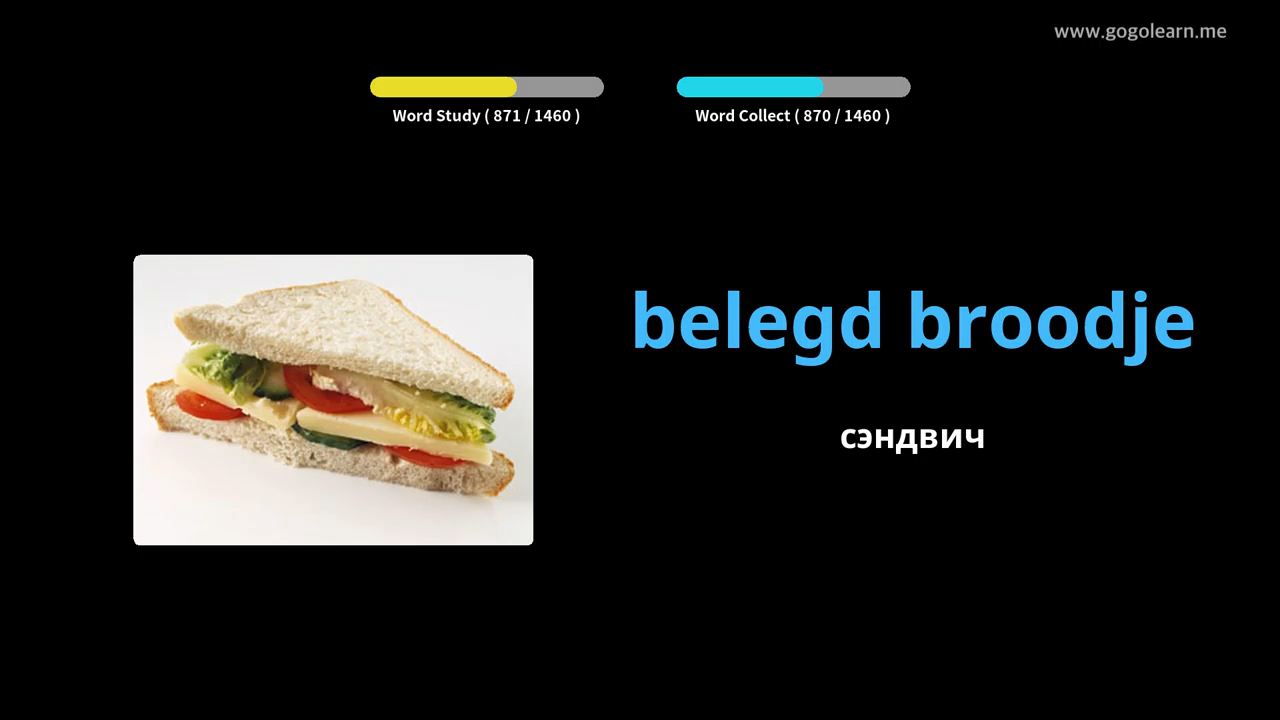 www.gogolearn.me
Word Study ( 871 / 1460 )
Word Collect ( 870 / 1460 )
belegd broodje
сэндвич